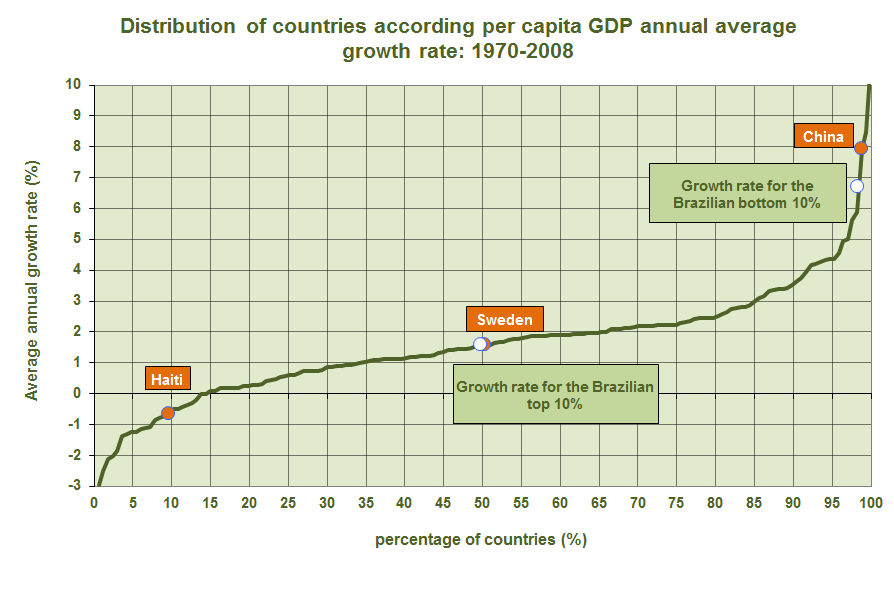 Distribution of countries according per capita GDP annual average
growth rate: 1970-2008
Average annual growth rate (%)
10
9
8
7
6
5
4
3
2
1
0
-1
-2
-3
China
Growth rate for the
Brazilian bottom 10%
Sweden
Haiti
Growth rate for the Brazilian
top 10%
0 5 10 15 20 25 30 35 40 45 50 55 60 65 70 75 80 85 90 95 100
percentage of countries (%)